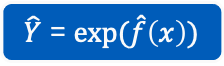 Ŷ = exp(f̂(x))